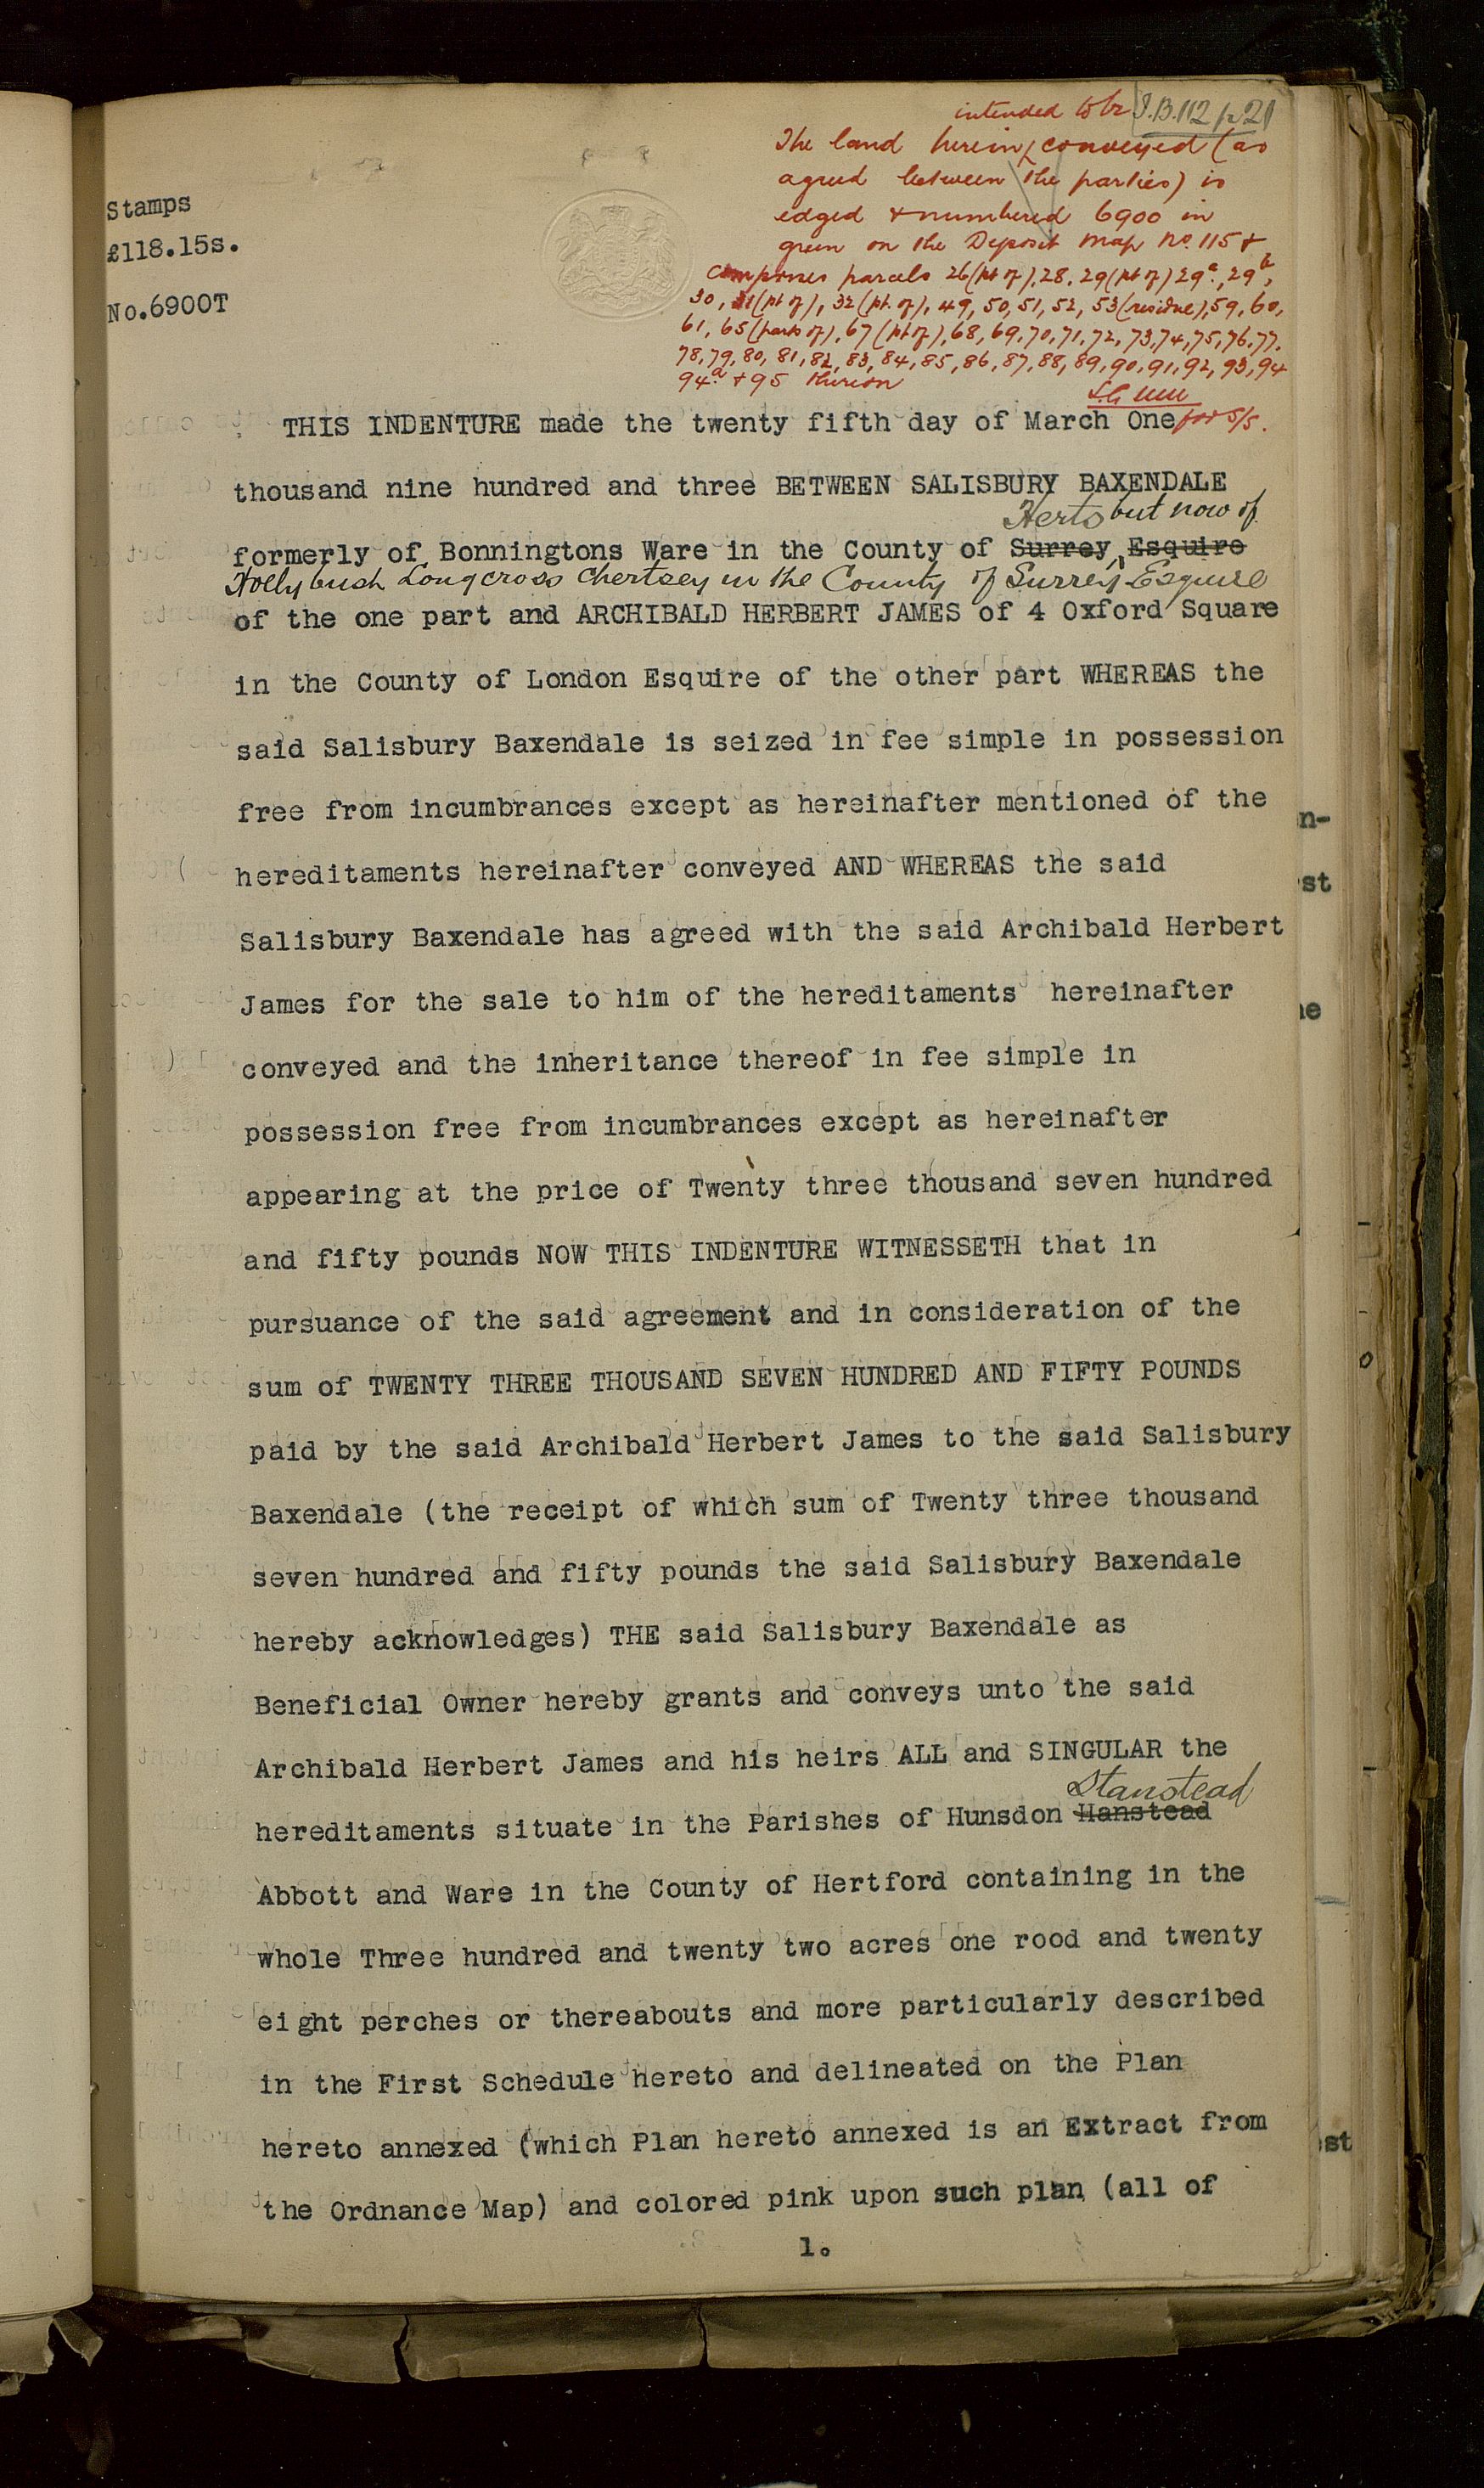 intended to be
The land herein conveyed (as
agreed between the parties) is
edged & numbered 6900 in
green on the Deposit Map No. 115 &
comprises parcels 26 (pt of), 28, 29 (pt of) 29a, 29b,
30, 31 (pt of), 32 (pt. of), 49, 50, 51, 52, 53 (residue), 59, 60,
61, 65 (parts of), 67 (pt of), 68, 69, 70, 71, 72, 73, 74, 75, 76, 77,
78, 79, 80, 81, 82, 83, 84, 85, 86, 87, 88, 89, 90, 91, 92, 93, 94
94a & 95 thereon
Stamps
£118.15s.
No.6900T
THIS INDENTURE made the twenty fifth day of March One
thousand nine hundred and three BETWEEN SALISBURY BAXENDALE
Herts but now of
formerly of Bonningtons Ware in the County of Surrey Esquire
Hollybush Longcross Chertsey in the County of Surrey Esquire
of the one part and ARCHIBALD HERBERT JAMES of 4 Oxford Square
in the County of London Esquire of the other part WHEREAS the
said Salisbury Baxendale is seized in fee simple in possession
free from incumbrances except as hereinafter mentioned of the
hereditaments hereinafter conveyed AND WHEREAS the said
Salisbury Baxendale has agreed with the said Archibald Herbert
James for the sale to him of the hereditaments hereinafter
conveyed and the inheritance thereof in fee simple in
possession free from incumbrances except as hereinafter
appearing at the price of Twenty three thousand seven hundred
and fifty pounds NOW THIS INDENTURE WITNESSETH that in
pursuance of the said agreement and in consideration of the
sum of TWENTY THREE THOUSAND SEVEN HUNDRED AND FIFTY POUNDS
paid by the said Archibald Herbert James to the said Salisbury
Baxendale (the receipt of which sum of Twenty three thousand
seven hundred and fifty pounds the said Salisbury Baxendale
hereby acknowledges) THE said Salisbury Baxendale as
Beneficial Owner hereby grants and conveys unto the said
Archibald Herbert James and his heirs ALL and SINGULAR the
Stanstead
hereditaments situate in the Parishes of Hunsdon Hanstead
Abbott and Ware in the County of Hertford containing in the
whole Three hundred and twenty two acres one rood and twenty
eight perches or thereabouts and more particularly described
in the First Schedule hereto and delineated on the Plan
hereto annexed (which Plan hereto annexed is an Extract from
the Ordnance Map) and colored pink upon such plan (all of
1.